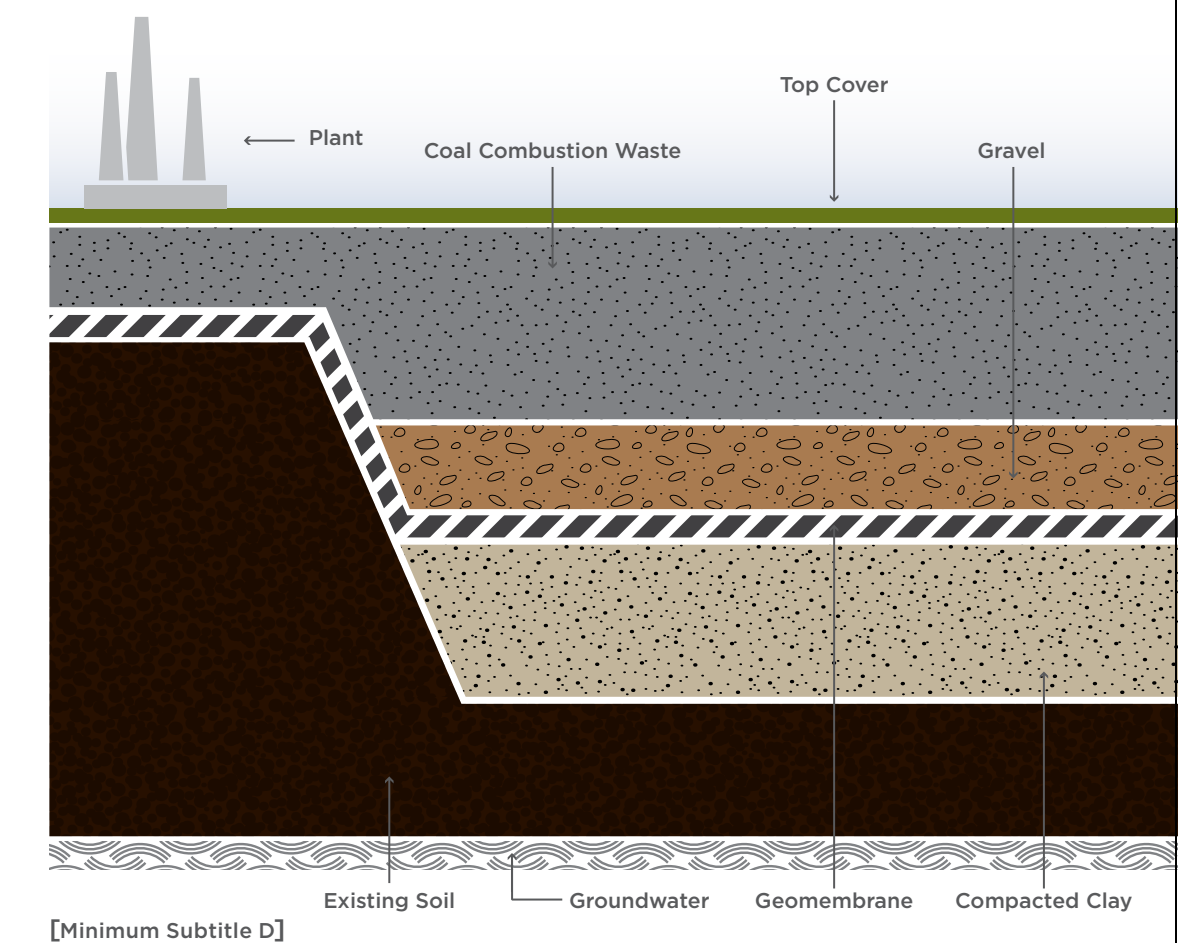 Top Cover
Plant
Coal Combustion Waste
Gravel
Existing Soil
Groundwater
Geomembrane
Compacted Clay
[Minimum Subtitle D]